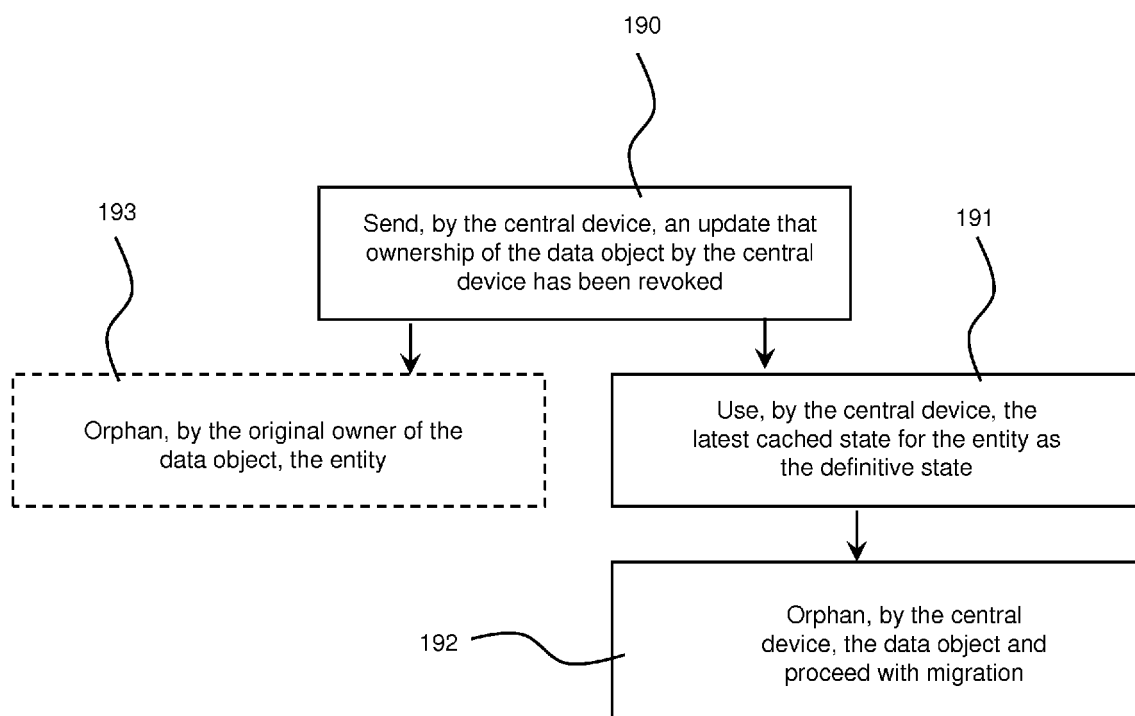 190
Send, by the central device, an update that
ownership of the data object by the central
device has been revoked
193
Orphan, by the original owner of the
data object, the entity
191
Use, by the central device, the
latest cached state for the entity as
the definitive state
192
Orphan, by the central
device, the data object and
proceed with migration